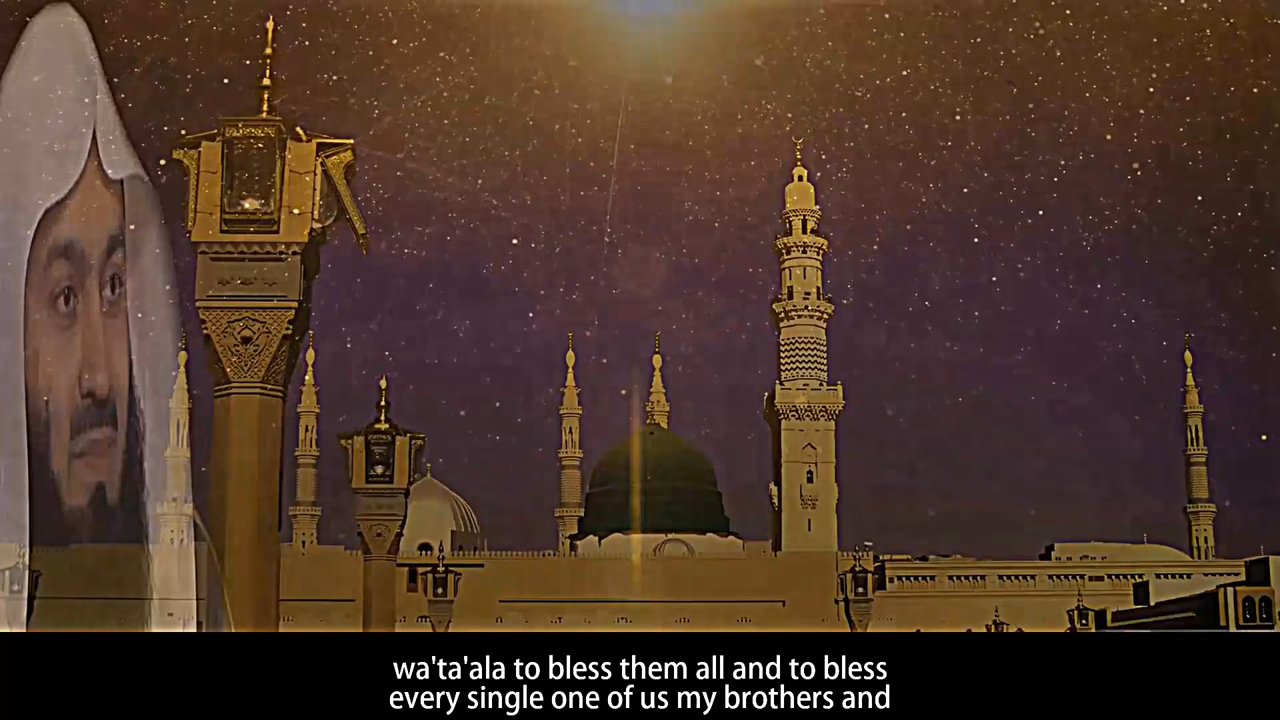 wa'ta'ala to bless them all and to bless
every single one of us my brothers and